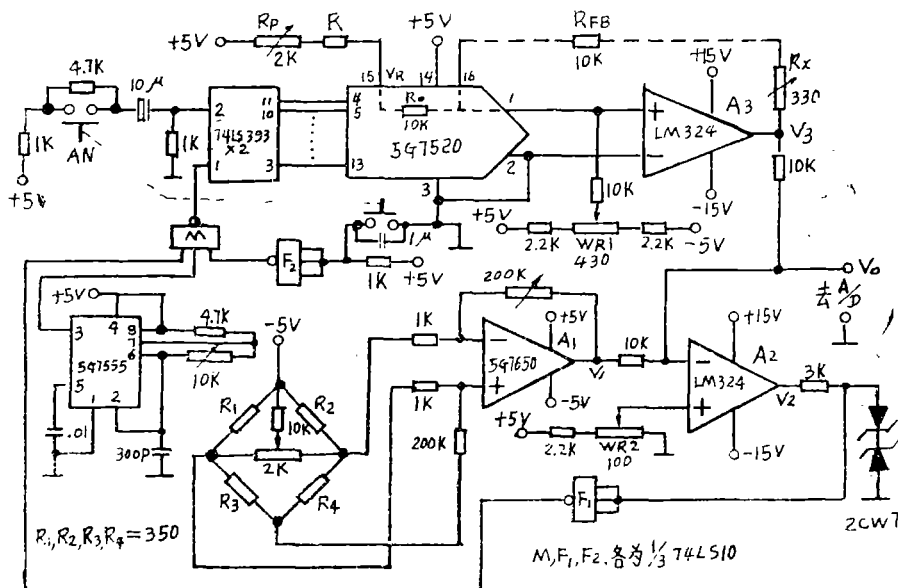 +5V
RP
2K
R
+5V
RFB
10K
15
VR
14
16
4.7K
10μ
AN
1K
+5V
1K
2
74LS393
×2
1
11
10
3
4
5
13
R0
10K
5G7520
1
2
3
+15V
A3
LM324
-15V
Rx
330
V3
10K
10K
+5V
2.2K
WR1
430
2.2K
-5V
M
F2
1μ
1K
+5V
+5V
3
4
8
7
6
5
1
2
5G7555
4.7K
10K
.01
300P
-5V
R1
R2
10K
2K
R3
R4
R1,R2,R3,R4=350
200K
1K
1K
+5V
A1
5G7650
-5V
V1
200K
10K
V0
A/D
+15V
A2
LM324
-15V
V2
3K
+5V
2.2K
WR2
100
F1
2CW7
M,F1,F2.各为1/3 74LS10